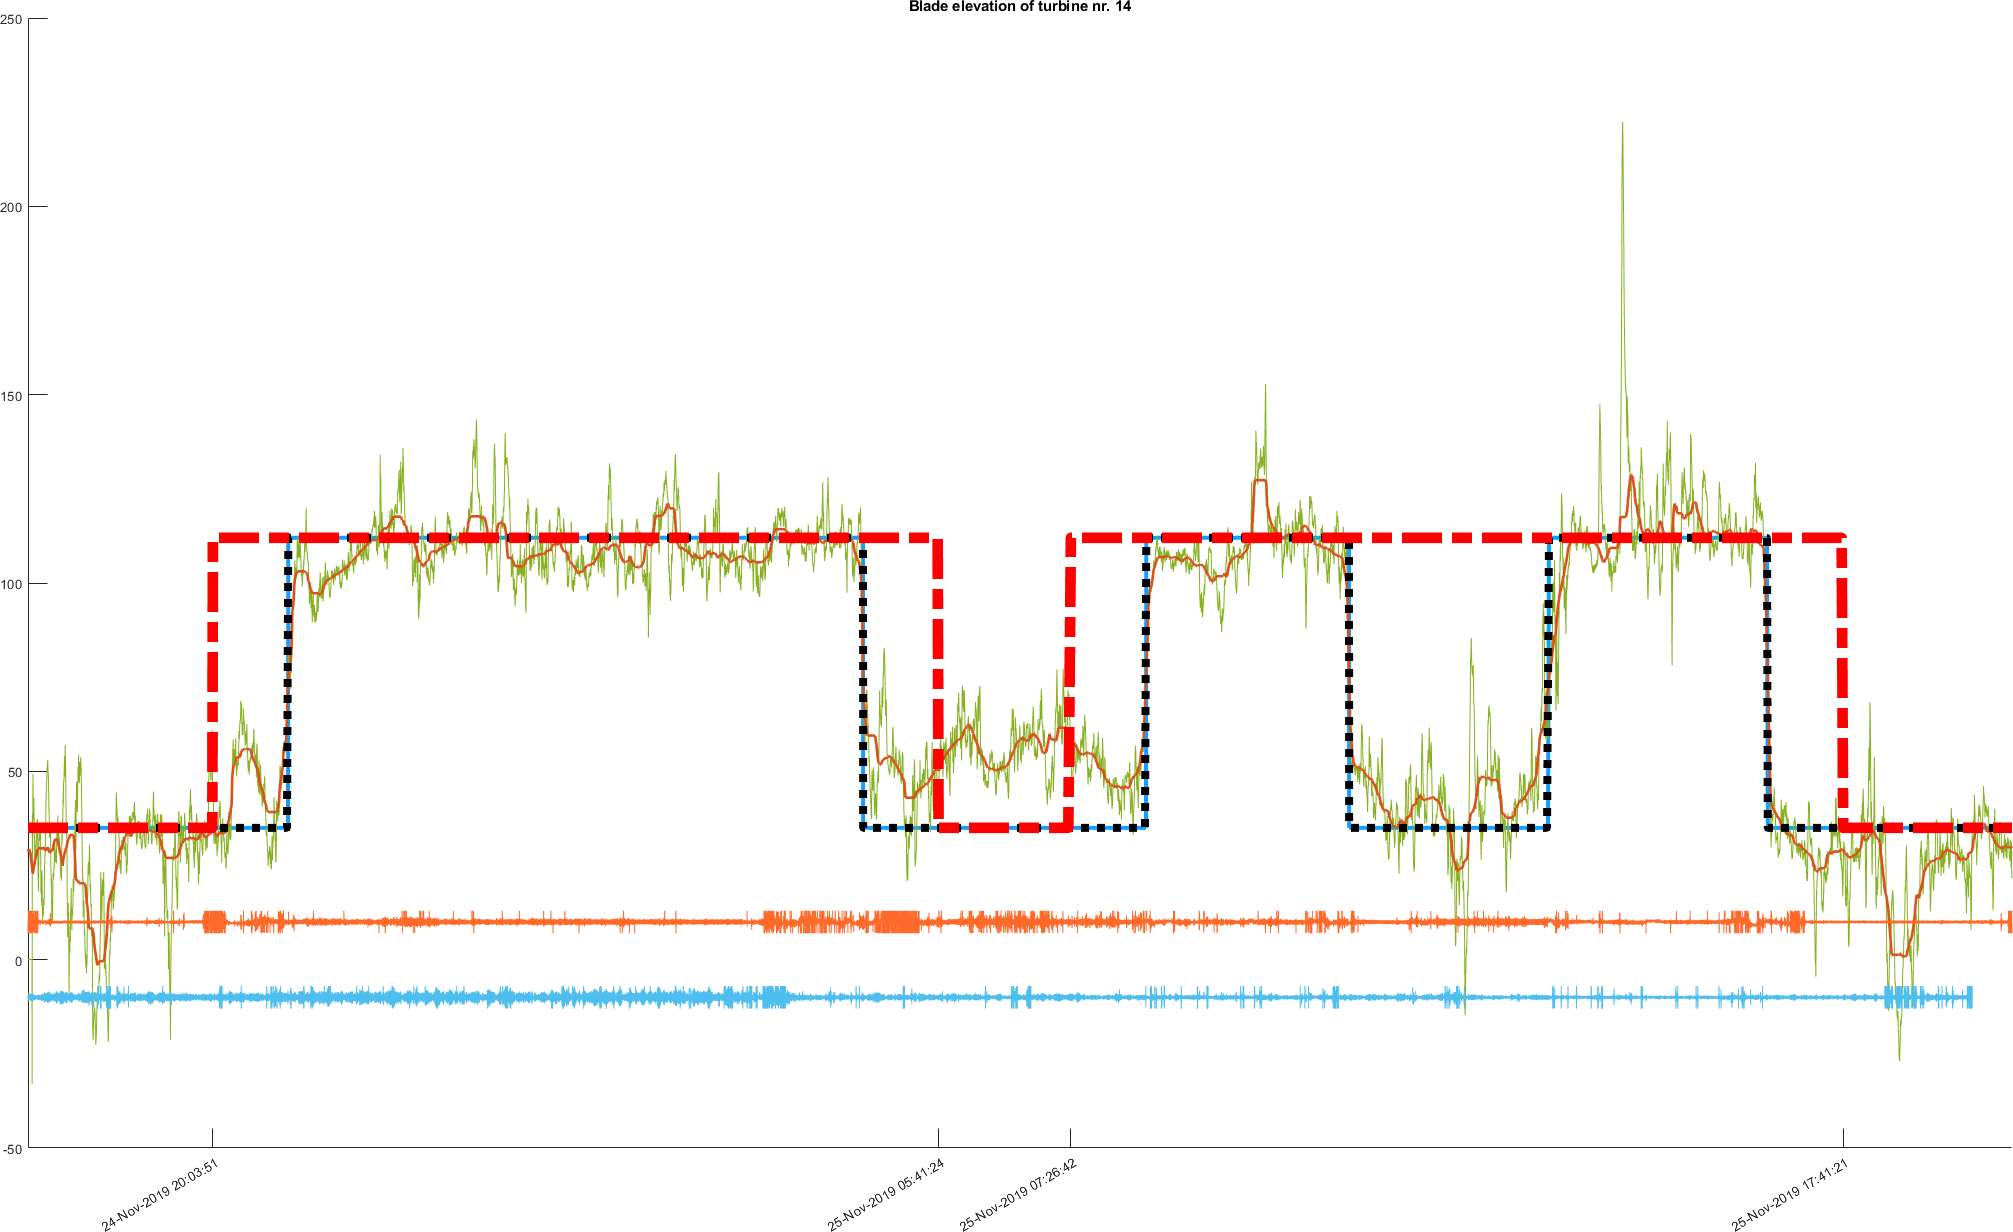 Blade elevation of turbine nr. 14
250
200
150
100
50
0
-50
24-Nov-2019 20:03:51
25-Nov-2019 05:41:24
25-Nov-2019 07:26:42
25-Nov-2019 17:41:21